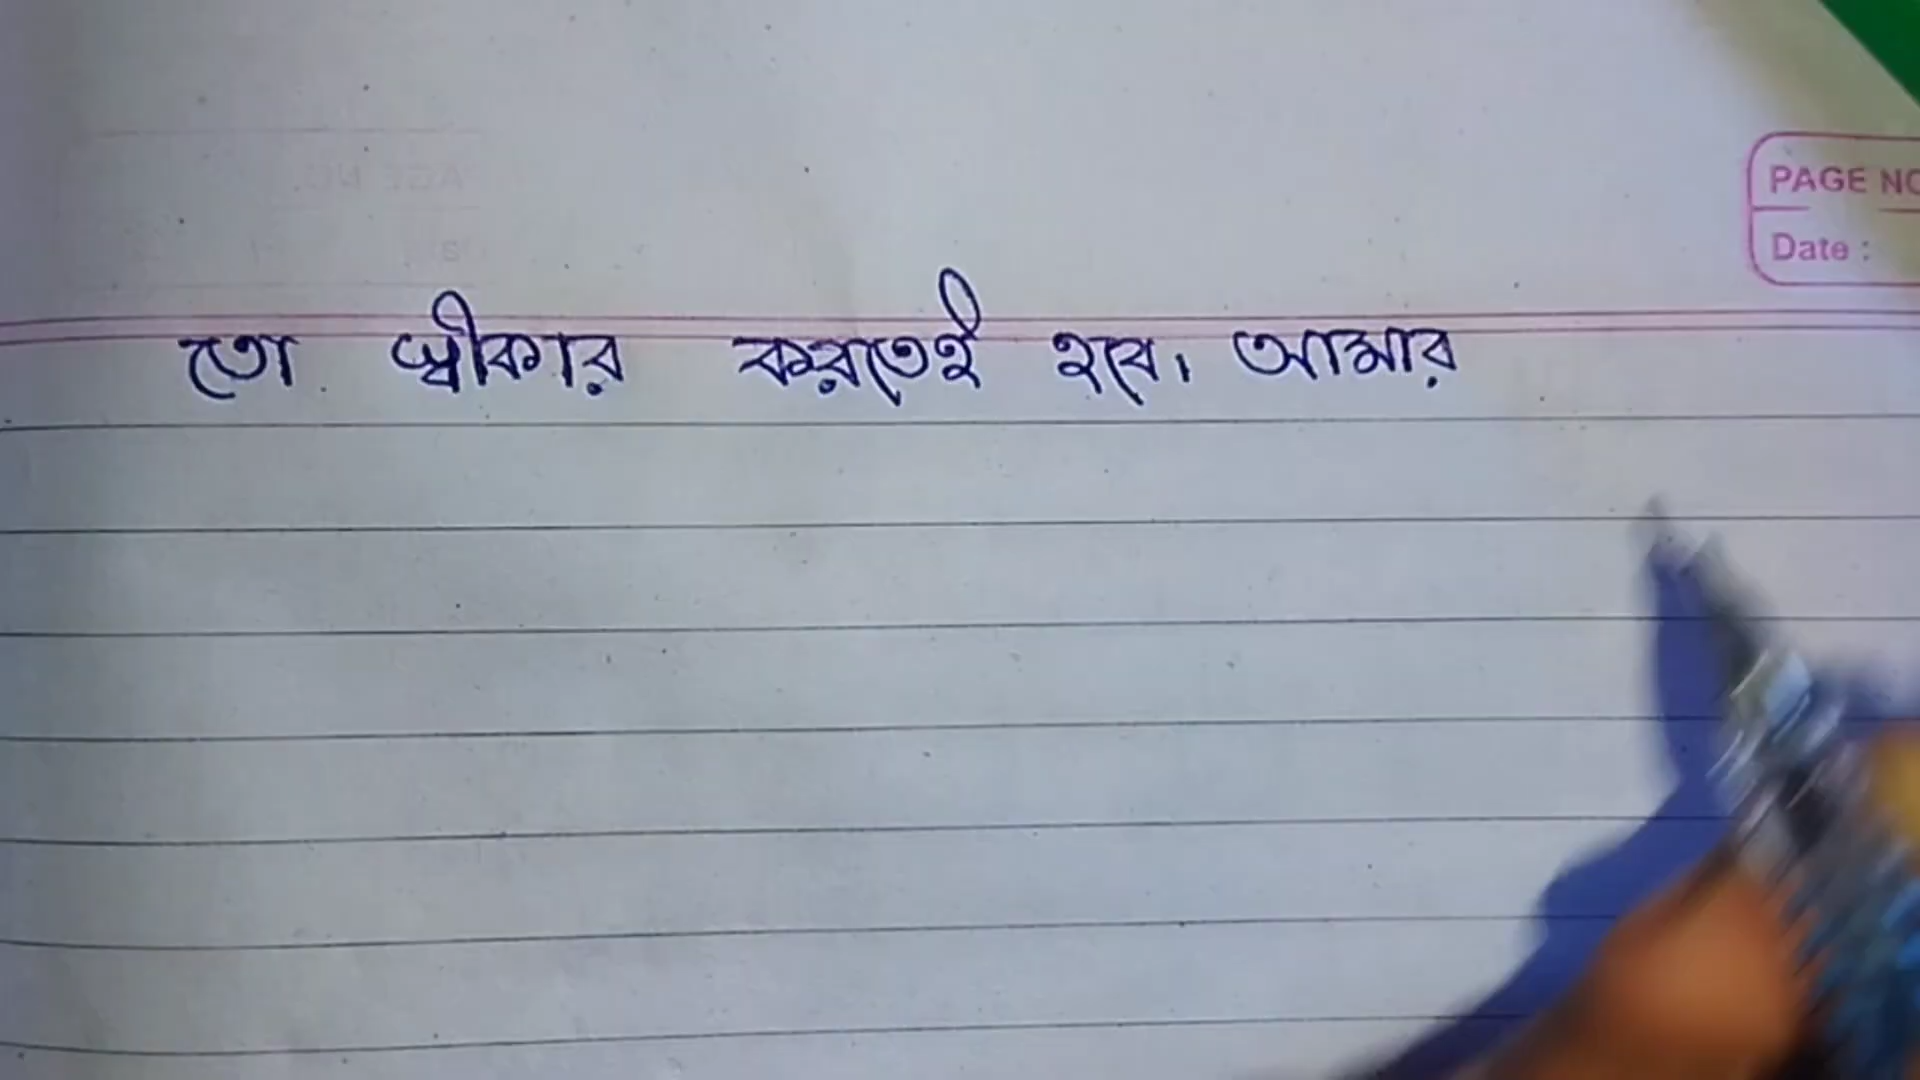 PAGE NO
Date :
তো স্বীকার করতেই হবে। আমার